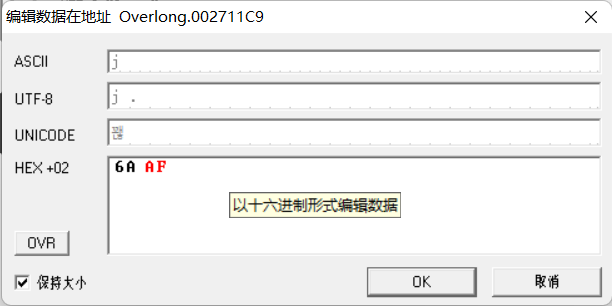 编辑数据在地址 Overlong.002711C9
ASCII
j
UTF-8
j .
UNICODE
HEX +02
6A AF
以十六进制形式编辑数据
OVR
保持大小
OK
取消